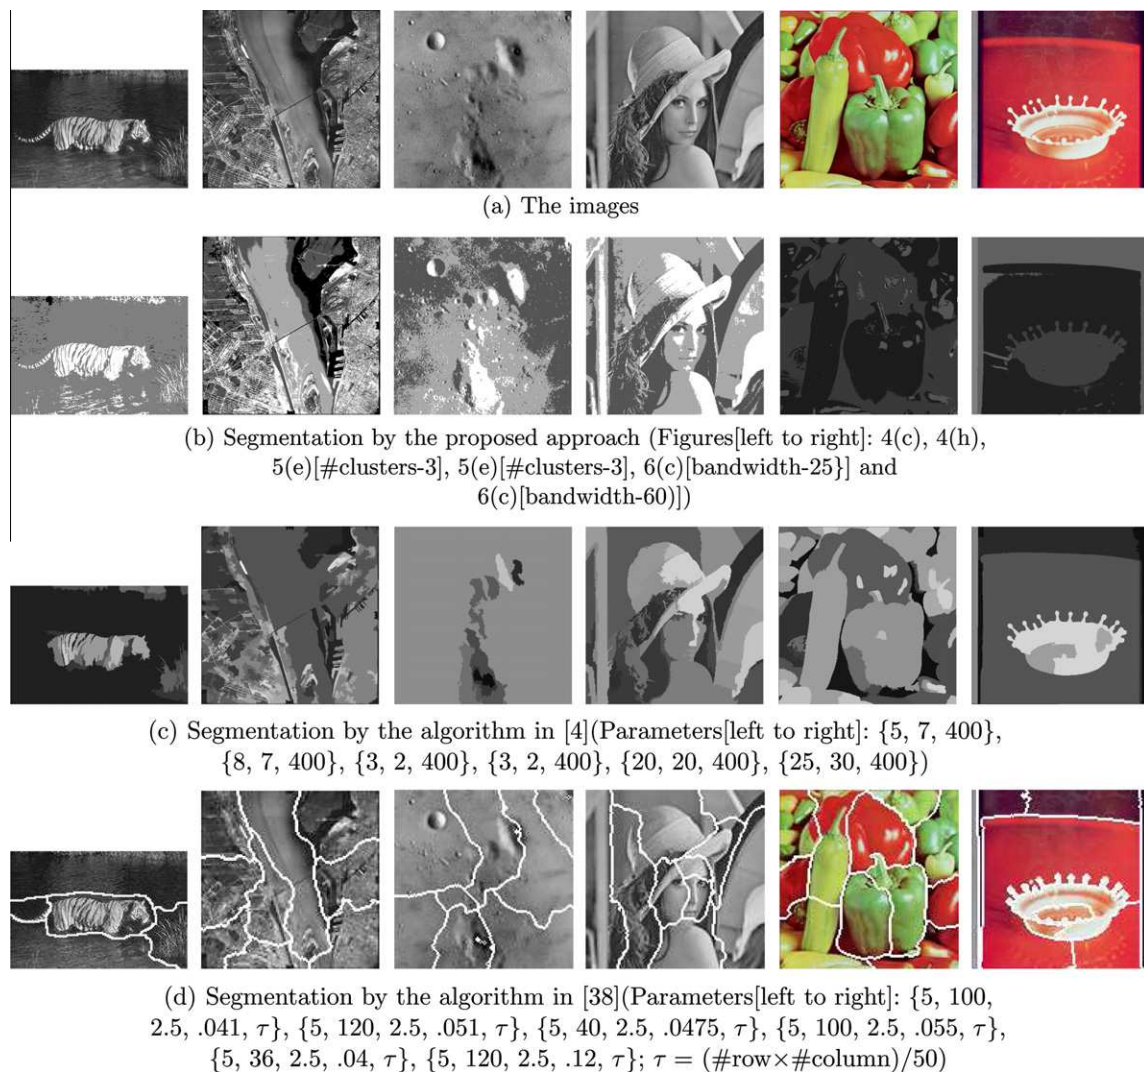 (a) The images
(b) Segmentation by the proposed approach (Figures[left to right]: 4(c), 4(h),
5(e)[#clusters-3], 5(e)[#clusters-3], 6(c)[bandwidth-25}] and
6(c)[bandwidth-60)])
(c) Segmentation by the algorithm in [4](Parameters[left to right]: {5, 7, 400},
{8, 7, 400}, {3, 2, 400}, {3, 2, 400}, {20, 20, 400}, {25, 30, 400})
(d) Segmentation by the algorithm in [38](Parameters[left to right]: {5, 100,
2.5, .041, τ}, {5, 120, 2.5, .051, τ}, {5, 40, 2.5, .0475, τ}, {5, 100, 2.5, .055, τ},
{5, 36, 2.5, .04, τ}, {5, 120, 2.5, .12, τ}; τ = (#row×#column)/50)